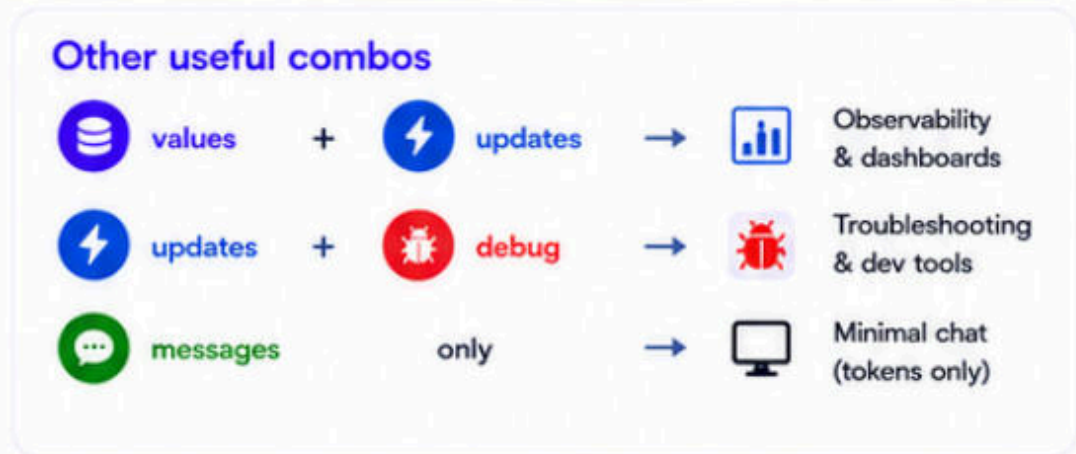 Other useful combos
values + updates → Observability
& dashboards
updates + debug → Troubleshooting
& dev tools
messages only → Minimal chat
(tokens only)